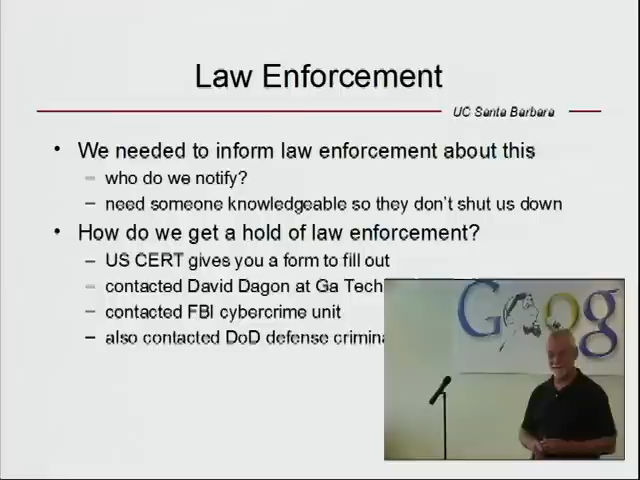 Law Enforcement
UC Santa Barbara
• We needed to inform law enforcement about this
– who do we notify?
– need someone knowledgeable so they don't shut us down
• How do we get a hold of law enforcement?
– US CERT gives you a form to fill out
– contacted David Dagon at Ga Tech
– contacted FBI cybercrime unit
– also contacted DoD defense
Goog